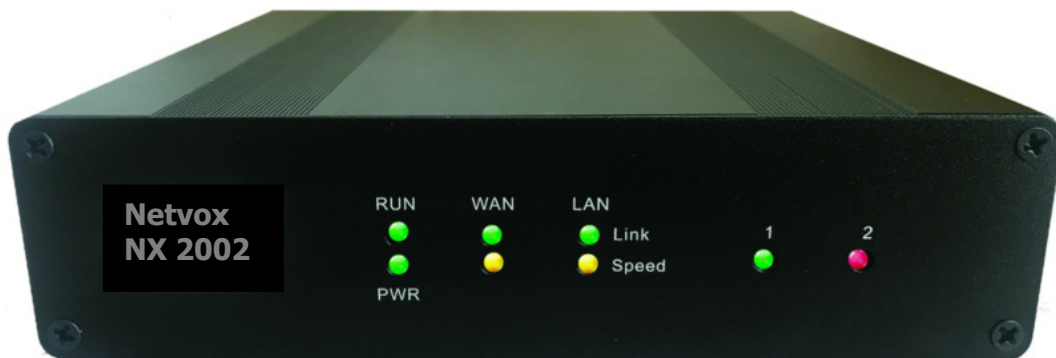 Netvox
NX 2002
RUN WAN LAN
Link
Speed
PWR
1 2